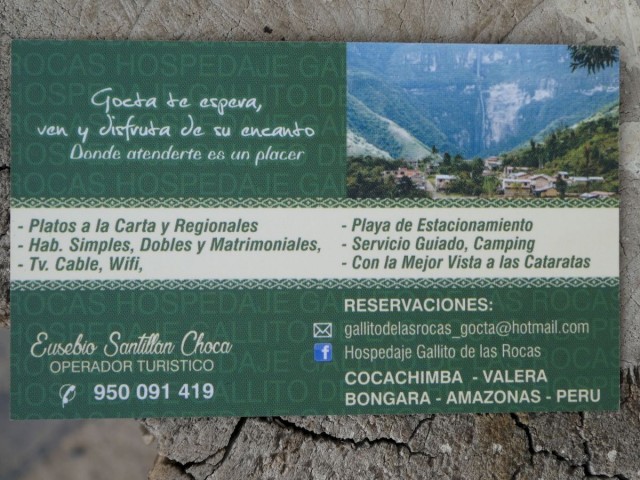 Gocta te espera,
ven y disfruta de su encanto
Donde atenderte es un placer
- Platos a la Carta y Regionales
- Hab. Simples, Dobles y Matrimoniales,
- Tv. Cable, Wifi,
- Playa de Estacionamiento
- Servicio Guiado, Camping
- Con la Mejor Vista a las Cataratas
Eusebio Santillan Choca
OPERADOR TURISTICO
950 091 419
RESERVACIONES:
gallitodelasrocas_gocta@hotmail.com
f Hospedaje Gallito de las Rocas
COCACHIMBA - VALERA
BONGARA - AMAZONAS - PERU